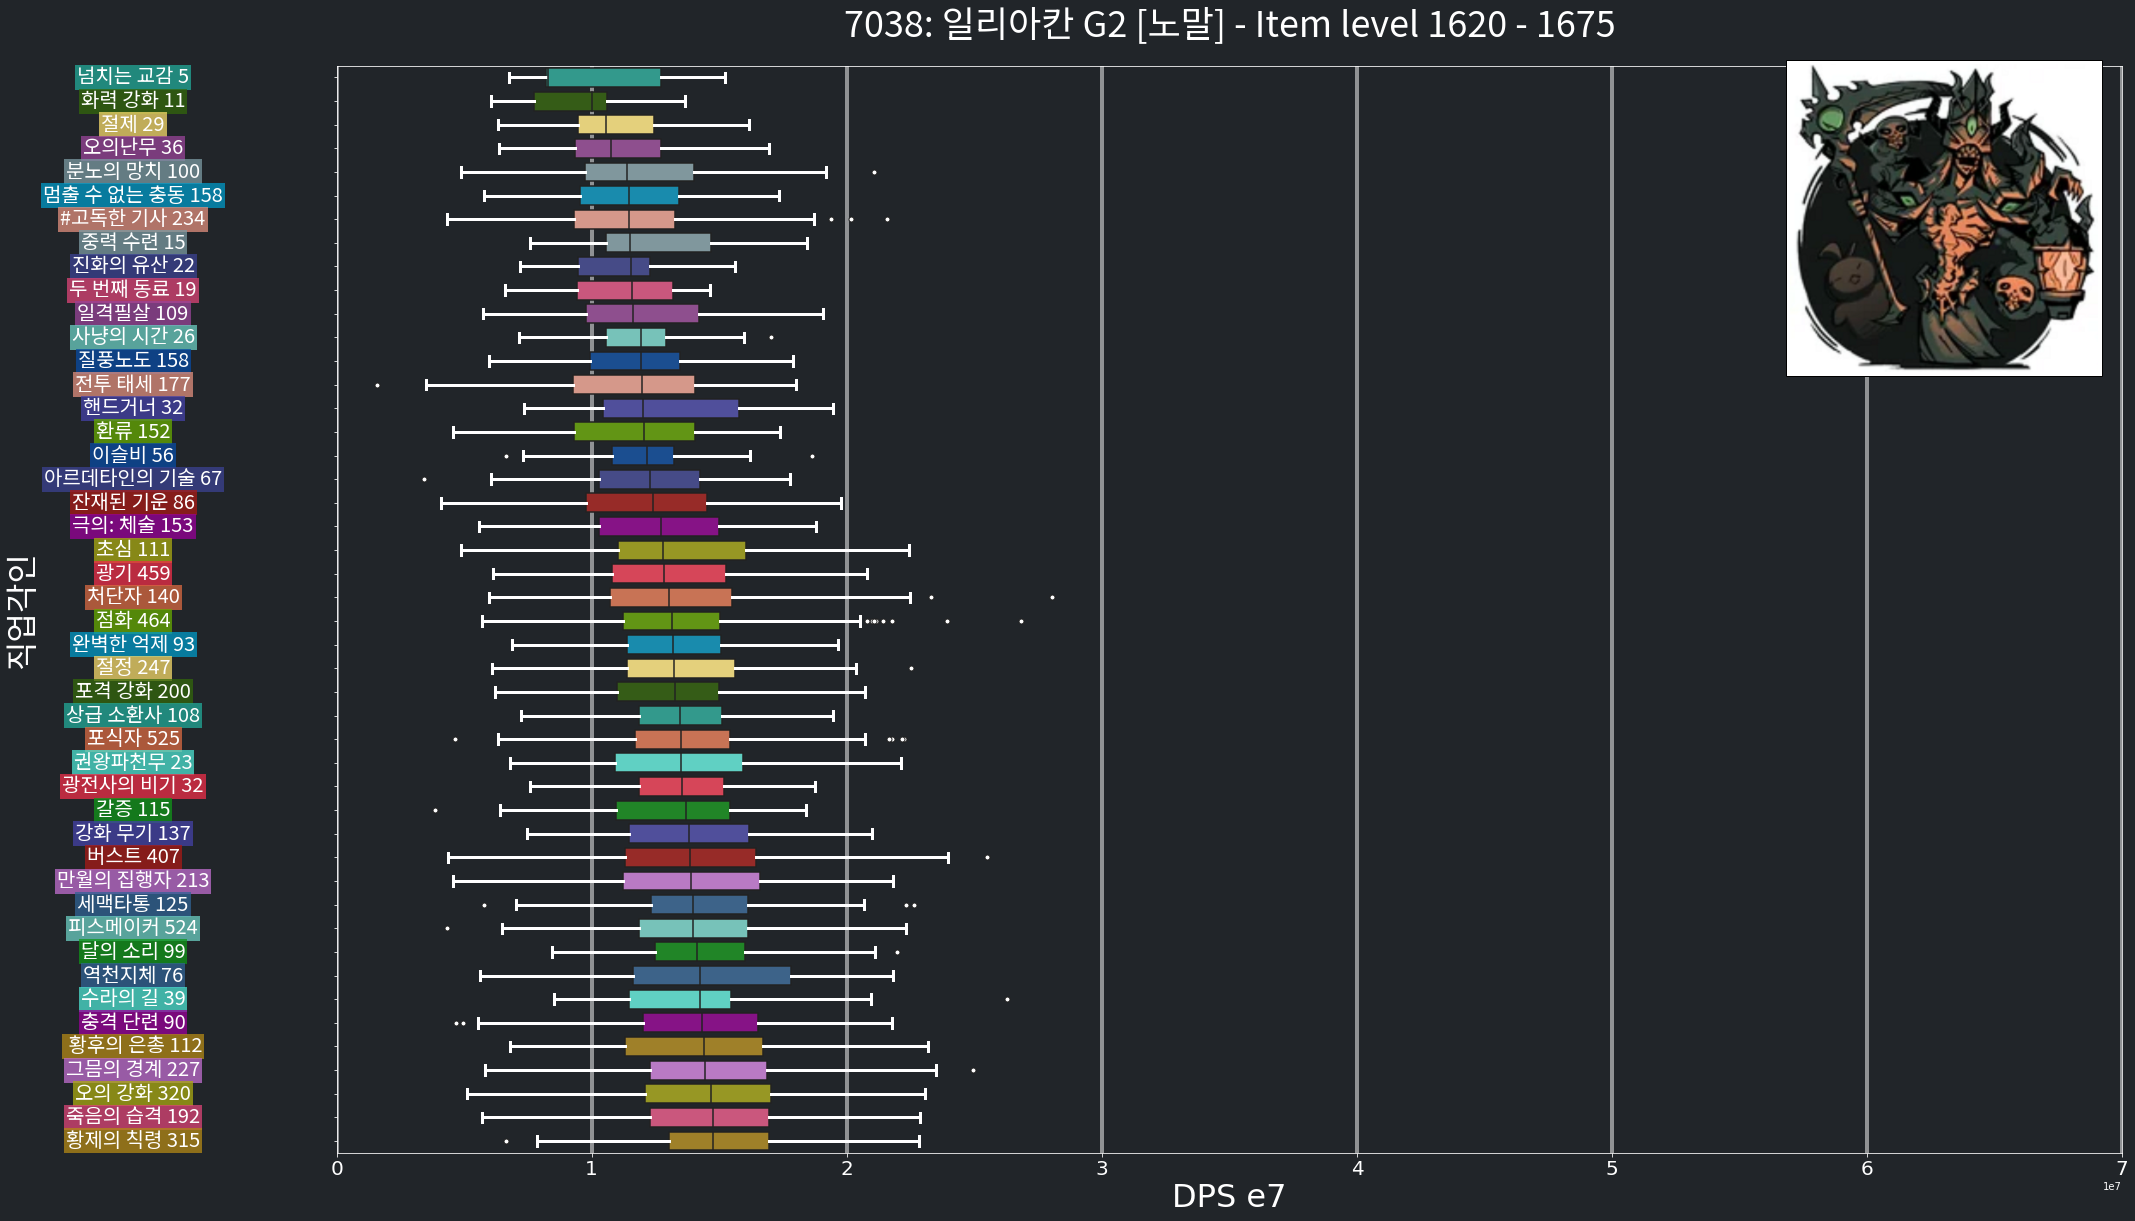 7038: 일리아칸 G2 [노말] - Item level 1620 - 1675
직업각인
넘치는 교감 5
화력 강화 11
절제 29
오의난무 36
분노의 망치 100
멈출 수 없는 충동 158
#고독한 기사 234
중력 수련 15
진화의 유산 22
두 번째 동료 19
일격필살 109
사냥의 시간 26
질풍노도 158
전투 태세 177
핸드거너 32
환류 152
이슬비 56
아르데타인의 기술 67
잔재된 기운 86
극의: 체술 153
초심 111
광기 459
처단자 140
점화 464
완벽한 억제 93
절정 247
포격 강화 200
상급 소환사 108
포식자 525
권왕파천무 23
광전사의 비기 32
갈증 115
강화 무기 137
버스트 407
만월의 집행자 213
세맥타통 125
피스메이커 524
달의 소리 99
역천지체 76
수라의 길 39
충격 단련 90
황후의 은총 112
그믐의 경계 227
오의 강화 320
죽음의 습격 192
황제의 칙령 315
0 1 2 3 4 5 6 7
1e7
DPS e7